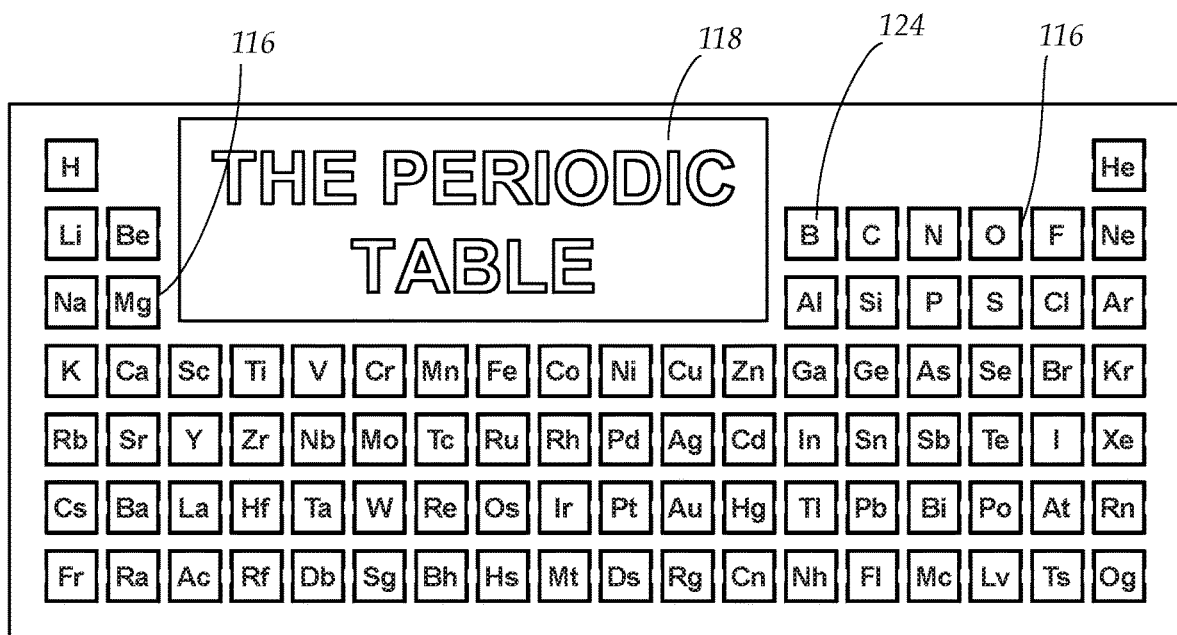 116 118 124 116
H THE PERIODIC He
Li Be B C N O F Ne
TABLE
Na Mg Al Si P S Cl Ar
K Ca Sc Ti V Cr Mn Fe Co Ni Cu Zn Ga Ge As Se Br Kr
Rb Sr Y Zr Nb Mo Tc Ru Rh Pd Ag Cd In Sn Sb Te I Xe
Cs Ba La Hf Ta W Re Os Ir Pt Au Hg Tl Pb Bi Po At Rn
Fr Ra Ac Rf Db Sg Bh Hs Mt Ds Rg Cn Nh Fl Mc Lv Ts Og